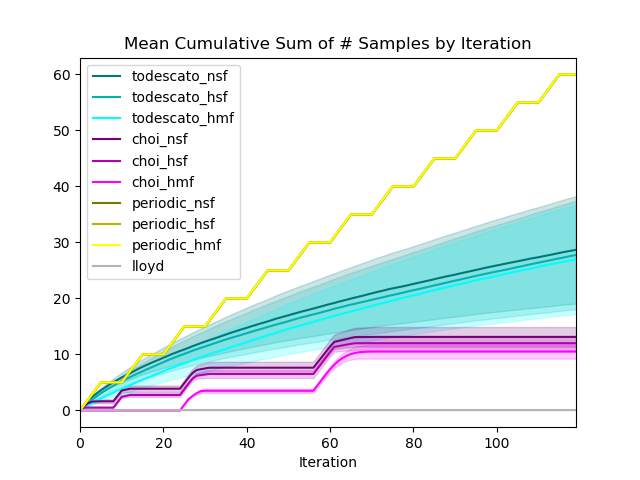 Mean Cumulative Sum of # Samples by Iteration
60
50
40
30
20
10
0
todescato_nsf
todescato_hsf
todescato_hmf
choi_nsf
choi_hsf
choi_hmf
periodic_nsf
periodic_hsf
periodic_hmf
lloyd
0 20 40 60 80 100
Iteration